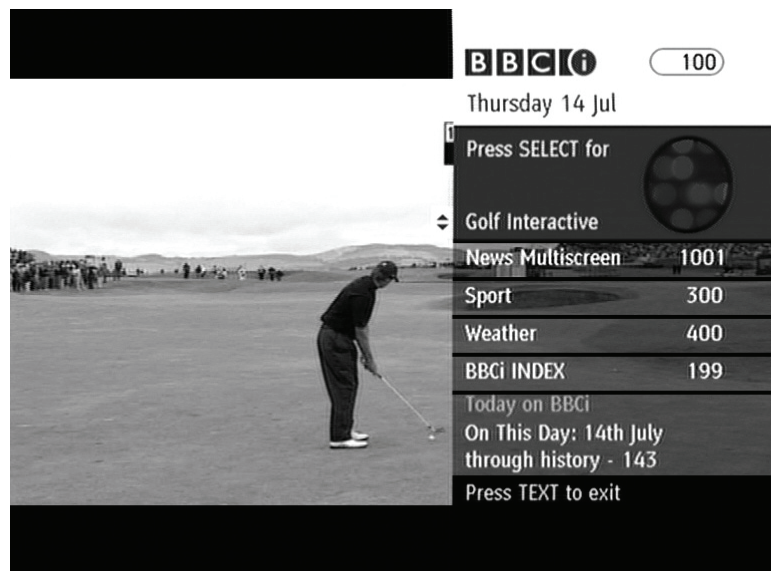 BBCi
100
Thursday 14 Jul
1
Press SELECT for
Golf Interactive
News Multiscreen 1001
Sport 300
Weather 400
BBCi INDEX 199
Today on BBCi
On This Day: 14th July
through history - 143
Press TEXT to exit